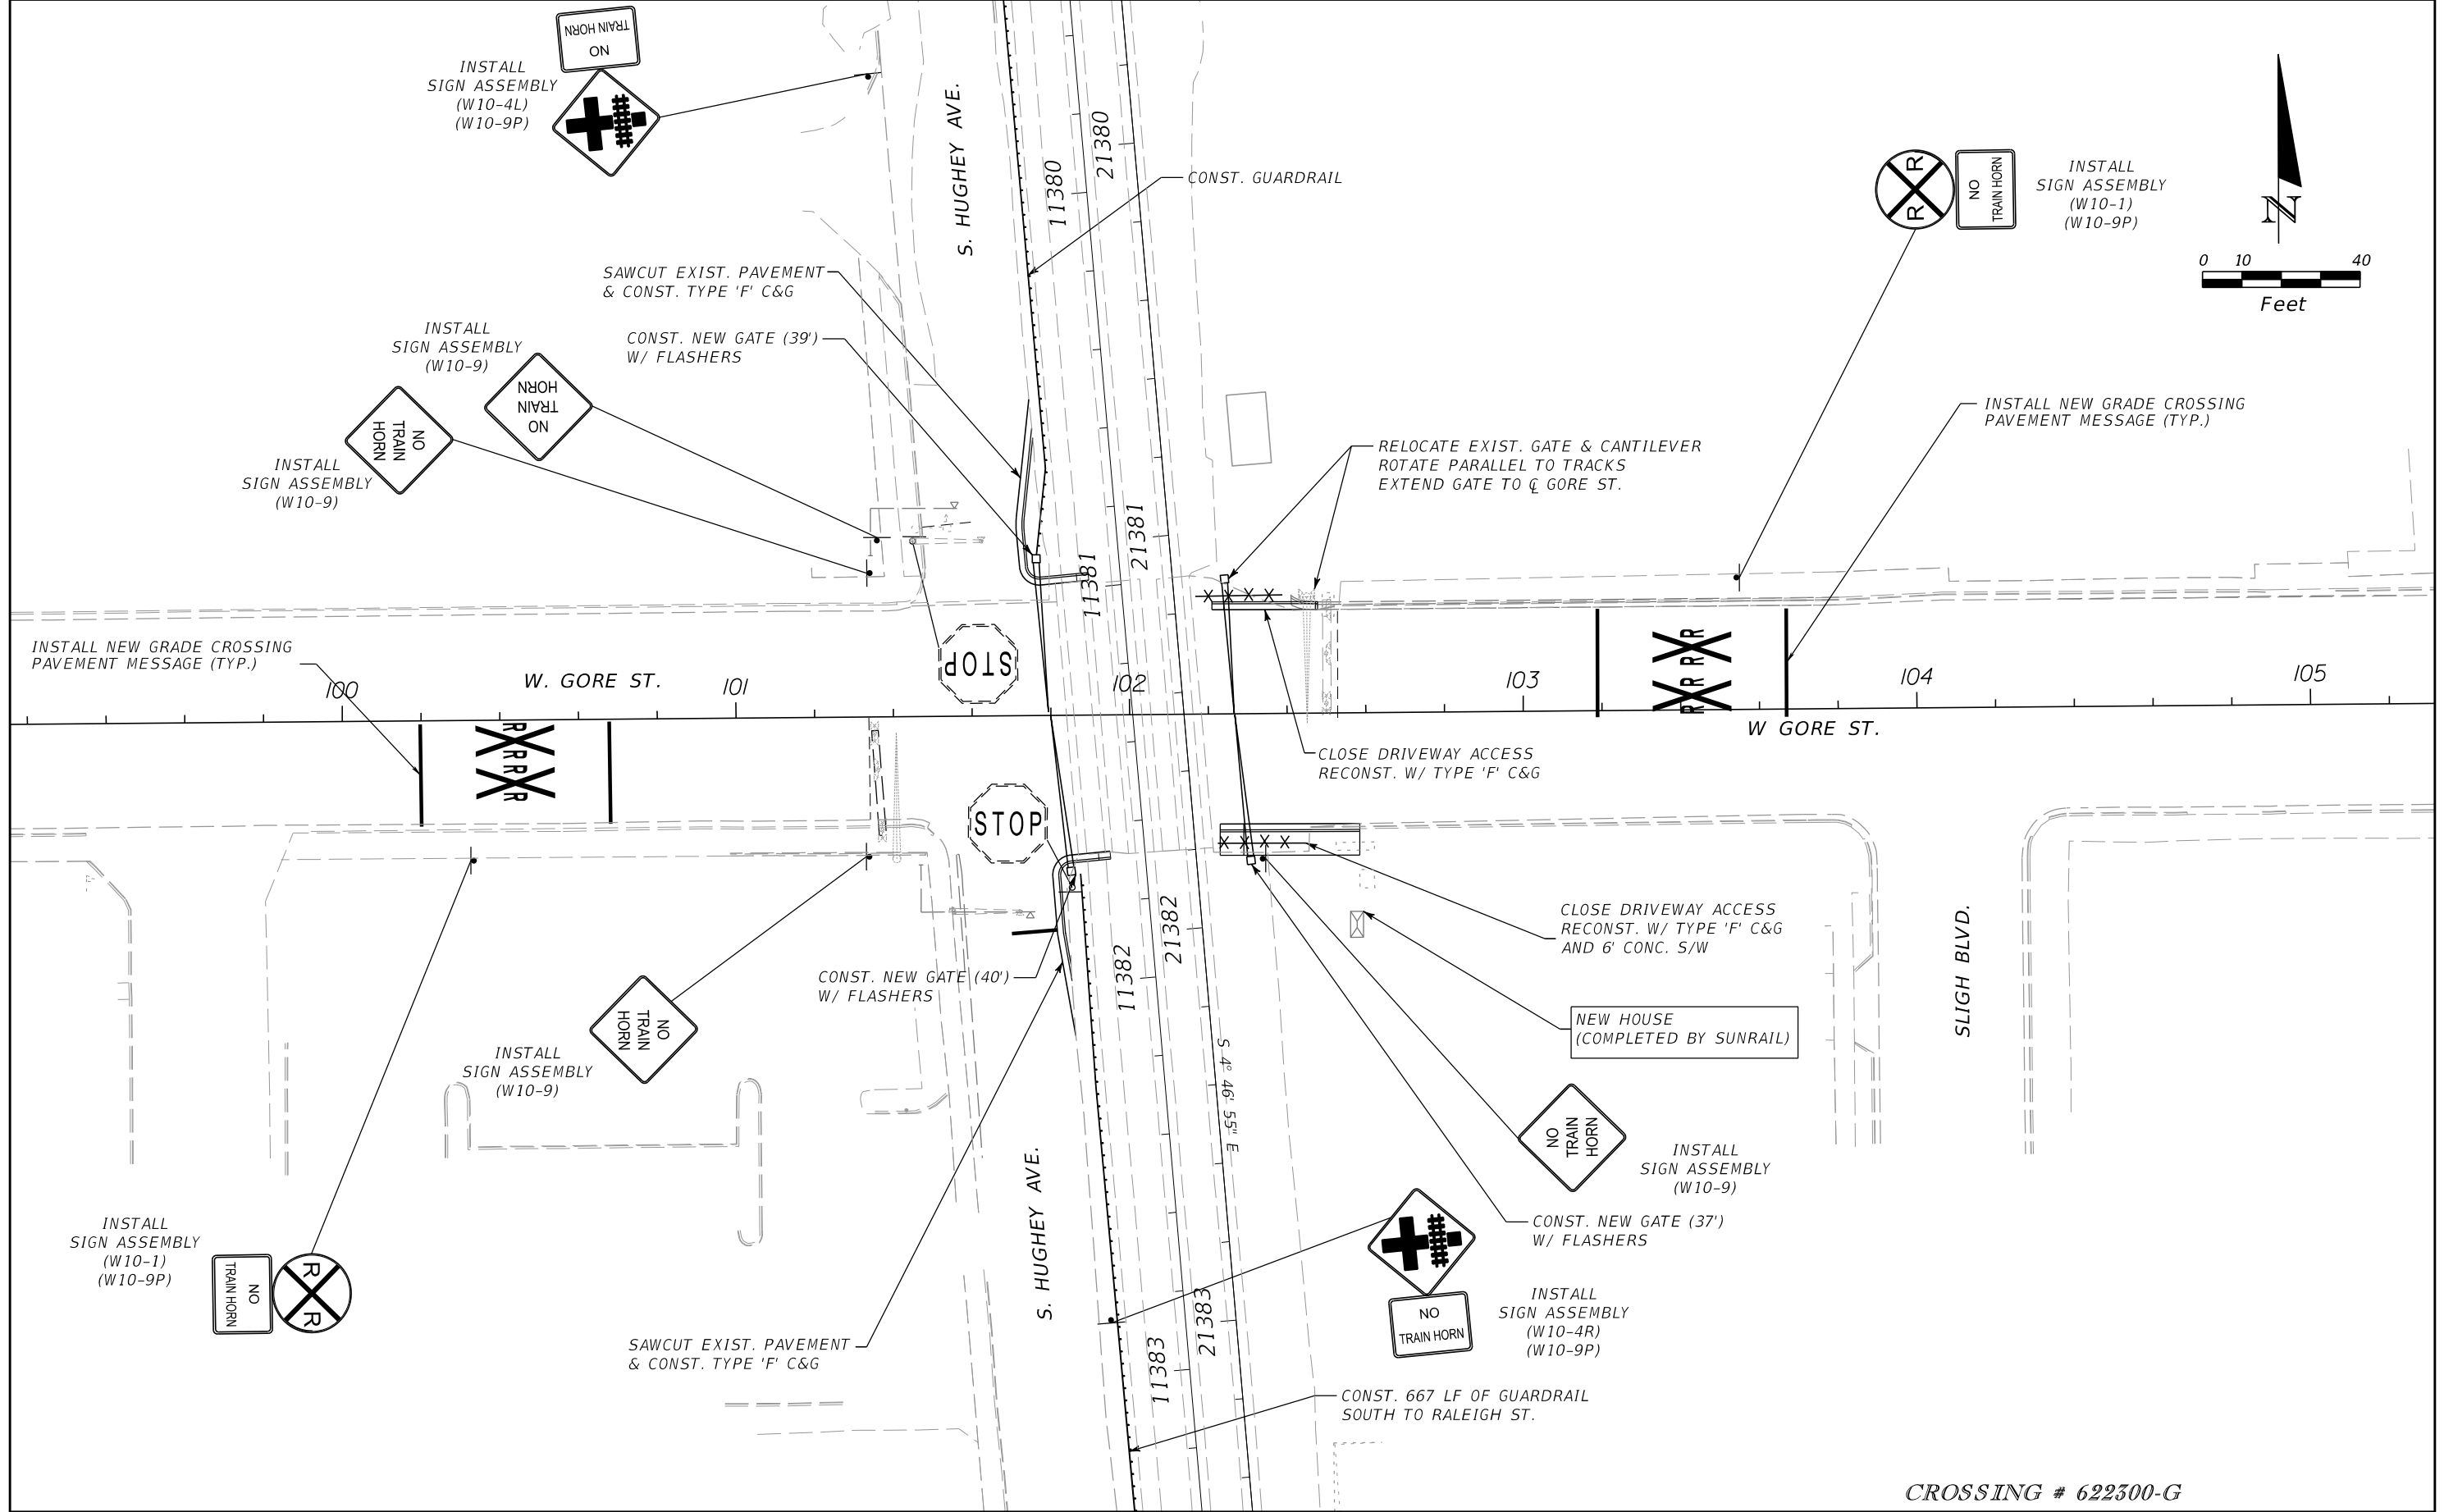 NO
TRAIN HORN
INSTALL
SIGN ASSEMBLY
(W10-4L)
(W10-9P)
S. HUGHEY AVE.
11380
21380
CONST. GUARDRAIL
R
R
NO
TRAIN HORN
INSTALL
SIGN ASSEMBLY
(W10-1)
(W10-9P)
N
0 10 40
Feet
SAWCUT EXIST. PAVEMENT
& CONST. TYPE 'F' C&G
CONST. NEW GATE (39')
W/ FLASHERS
INSTALL
SIGN ASSEMBLY
(W10-9)
NO
TRAIN
HORN
NO
TRAIN
HORN
INSTALL
SIGN ASSEMBLY
(W10-9)
INSTALL NEW GRADE CROSSING
PAVEMENT MESSAGE (TYP.)
RELOCATE EXIST. GATE & CANTILEVER
ROTATE PARALLEL TO TRACKS
EXTEND GATE TO ℄ GORE ST.
11381
21381
INSTALL NEW GRADE CROSSING
PAVEMENT MESSAGE (TYP.)
100
W. GORE ST.
101
STOP
102
103
R R
R R
104
105
W GORE ST.
R R
R R
STOP
CLOSE DRIVEWAY ACCESS
RECONST. W/ TYPE 'F' C&G
CLOSE DRIVEWAY ACCESS
RECONST. W/ TYPE 'F' C&G
AND 6' CONC. S/W
11382
21382
CONST. NEW GATE (40')
W/ FLASHERS
NEW HOUSE
(COMPLETED BY SUNRAIL)
SLIGH BLVD.
NO
TRAIN
HORN
INSTALL
SIGN ASSEMBLY
(W10-9)
S 4° 46' 55" E
NO
TRAIN
HORN
INSTALL
SIGN ASSEMBLY
(W10-9)
S. HUGHEY AVE.
CONST. NEW GATE (37')
W/ FLASHERS
INSTALL
SIGN ASSEMBLY
(W10-1)
(W10-9P)
NO
TRAIN HORN
R
R
NO
TRAIN HORN
INSTALL
SIGN ASSEMBLY
(W10-4R)
(W10-9P)
11383
21383
SAWCUT EXIST. PAVEMENT
& CONST. TYPE 'F' C&G
CONST. 667 LF OF GUARDRAIL
SOUTH TO RALEIGH ST.
CROSSING # 622300-G